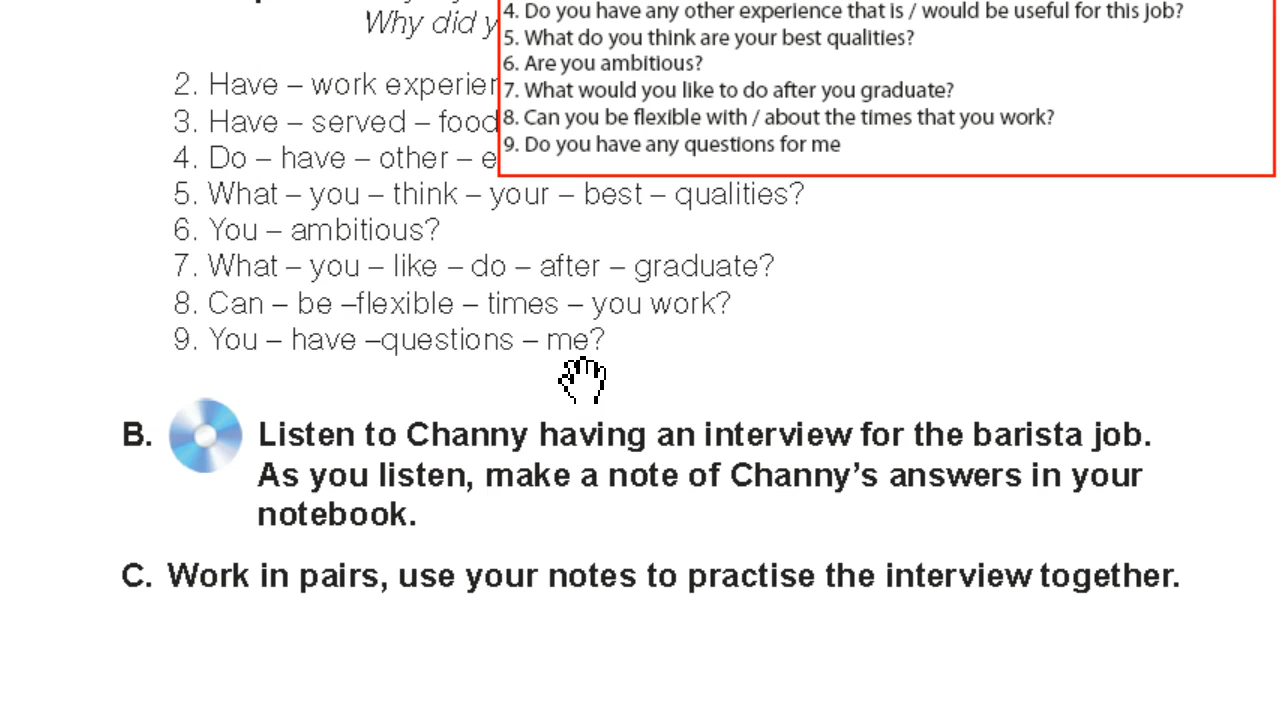 Why did y
4. Do you have any other experience that is / would be useful for this job?
5. What do you think are your best qualities?
6. Are you ambitious?
7. What would you like to do after you graduate?
8. Can you be flexible with / about the times that you work?
9. Do you have any questions for me
2. Have – work experien
3. Have – served – food
4. Do – have – other – e
5. What – you – think – your – best – qualities?
6. You – ambitious?
7. What – you – like – do – after – graduate?
8. Can – be –flexible – times – you work?
9. You – have –questions – me?
B. Listen to Channy having an interview for the barista job.
As you listen, make a note of Channy's answers in your
notebook.
C. Work in pairs, use your notes to practise the interview together.